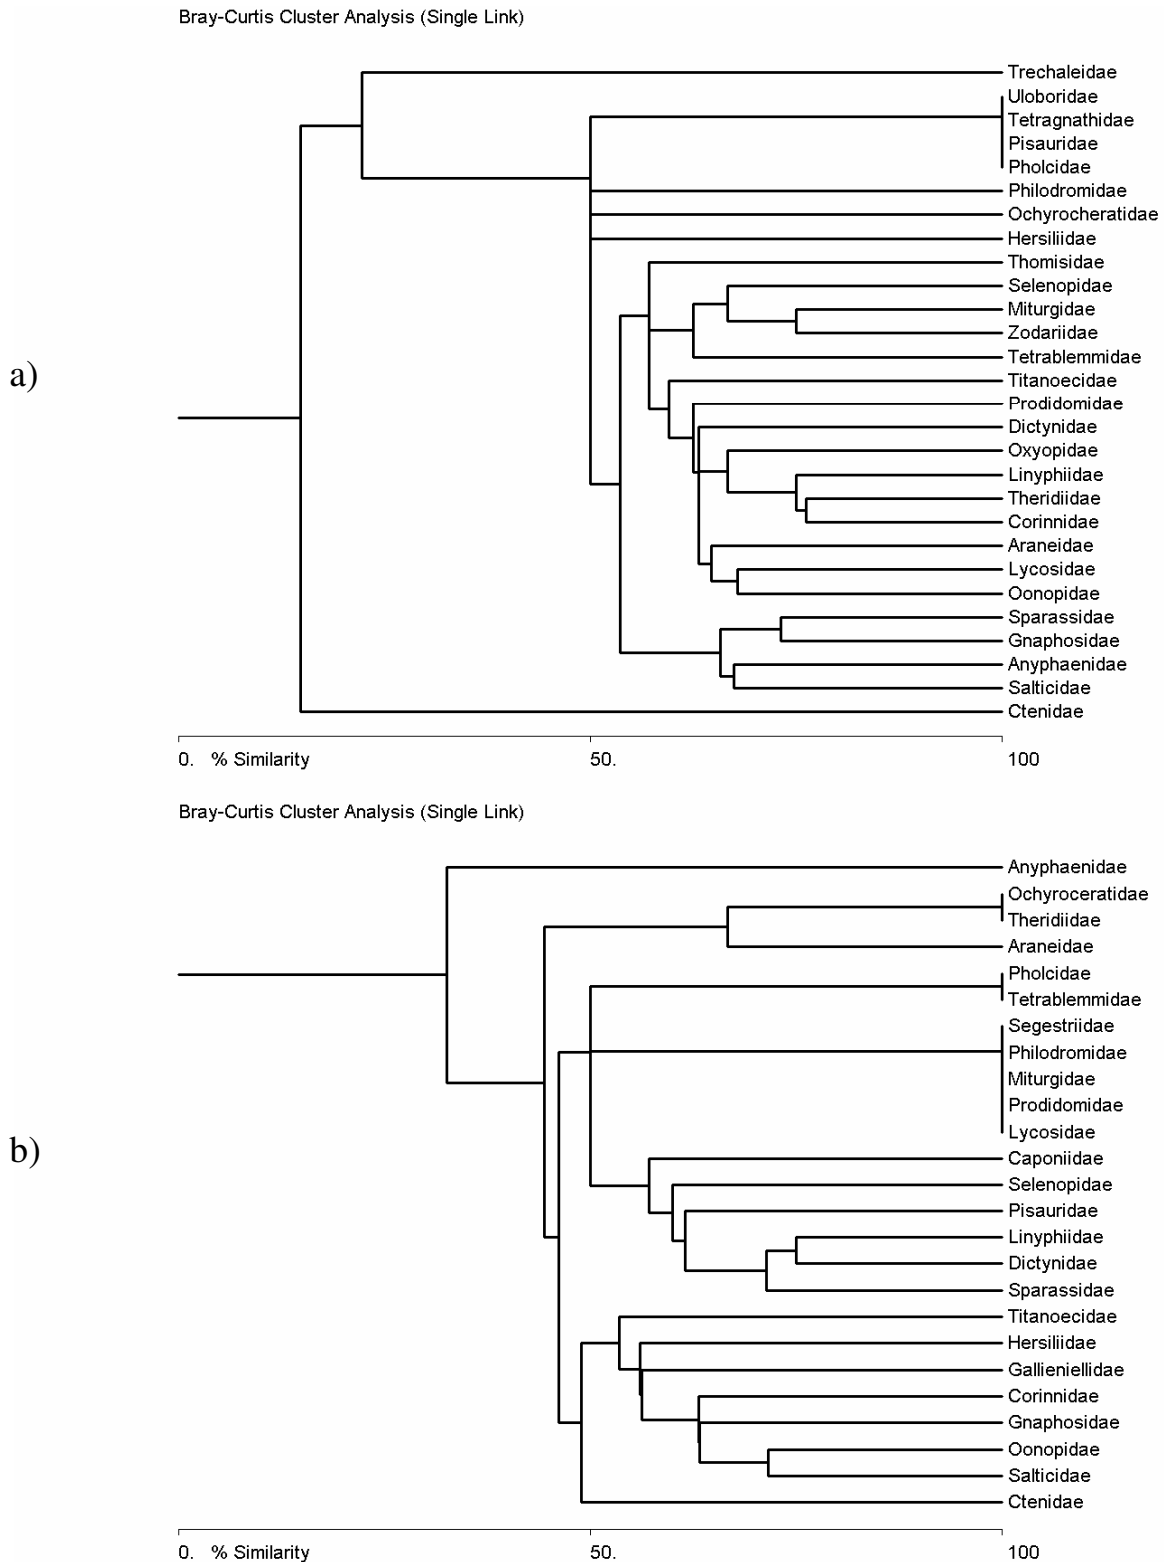 Bray-Curtis Cluster Analysis (Single Link)
Trechaleidae
Uloboridae
Tetragnathidae
Pisauridae
Pholcidae
Philodromidae
Ochyrocheratidae
Hersiliidae
Thomisidae
Selenopidae
Miturgidae
Zodariidae
Tetrablemmidae
a)
Titanoecidae
Prodidomidae
Dictynidae
Oxyopidae
Linyphiidae
Theridiidae
Corinnidae
Araneidae
Lycosidae
Oonopidae
Sparassidae
Gnaphosidae
Anyphaenidae
Salticidae
Ctenidae
0. % Similarity 50. 100
Bray-Curtis Cluster Analysis (Single Link)
Anyphaenidae
Ochyroceratidae
Theridiidae
Araneidae
Pholcidae
Tetrablemmidae
Segestriidae
Philodromidae
Miturgidae
Prodidomidae
Lycosidae
b)
Caponiidae
Selenopidae
Pisauridae
Linyphiidae
Dictynidae
Sparassidae
Titanoecidae
Hersiliidae
Gallieniellidae
Corinnidae
Gnaphosidae
Oonopidae
Salticidae
Ctenidae
0. % Similarity 50. 100